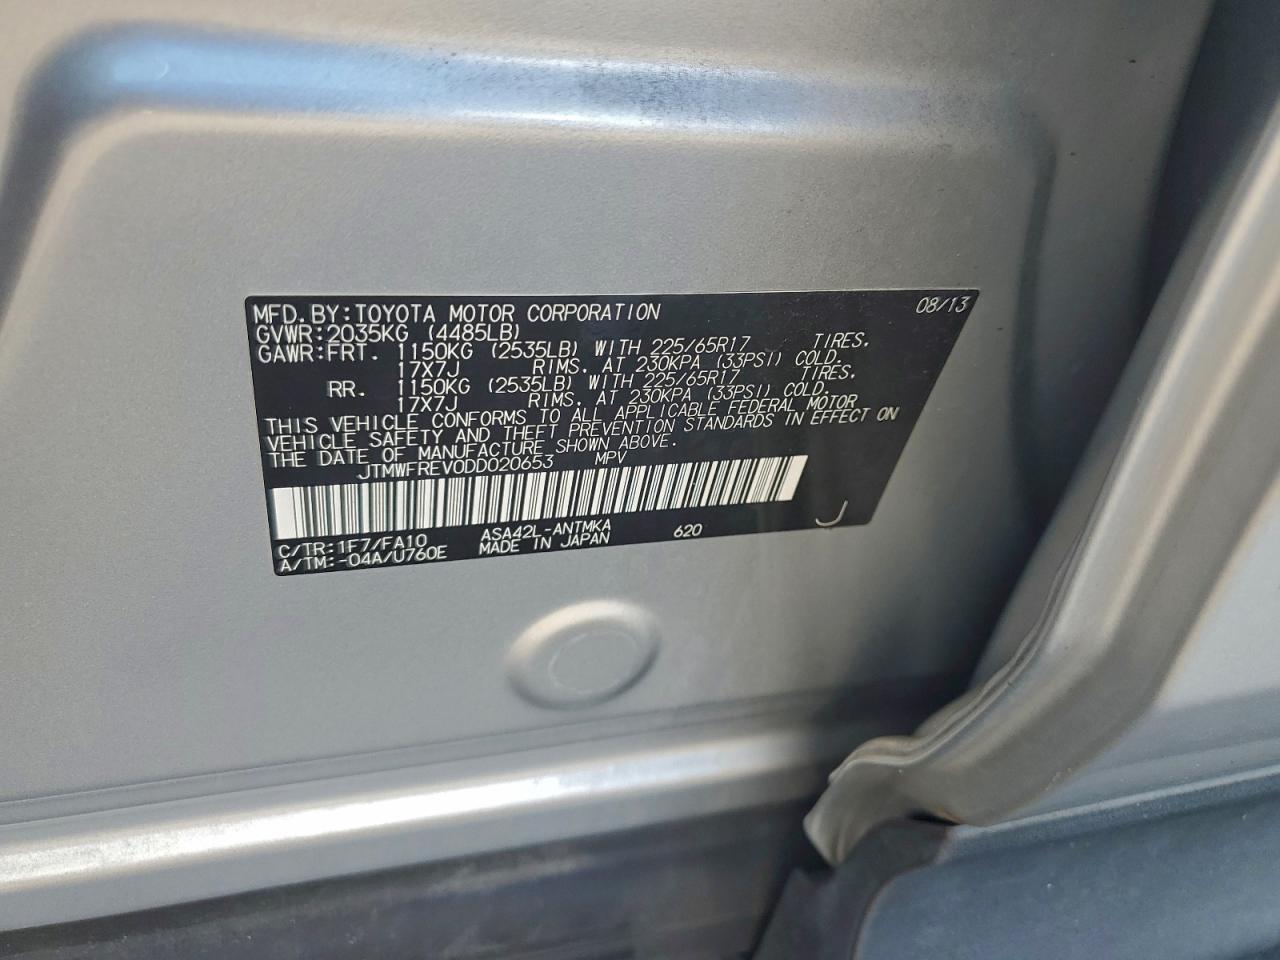 MFD. BY: TOYOTA MOTOR CORPORATION 08/13
GVWR: 2035KG (4485LB)
GAWR: FRT. 1150KG (2535LB) WITH 225/65R17 TIRES.
17X7J RIMS. AT 230KPA (33PSI) COLD.
RR. 1150KG (2535LB) WITH 225/65R17 TIRES.
17X7J RIMS. AT 230KPA (33PSI) COLD.
THIS VEHICLE CONFORMS TO ALL APPLICABLE FEDERAL MOTOR
VEHICLE SAFETY AND THEFT PREVENTION STANDARDS IN EFFECT ON
THE DATE OF MANUFACTURE SHOWN ABOVE.
JTMWFREV0DD020653 MPV
J
C/TR: 1F7/FA10 ASA42L-ANTMKA 620
A/TM: -04A/U760E MADE IN JAPAN